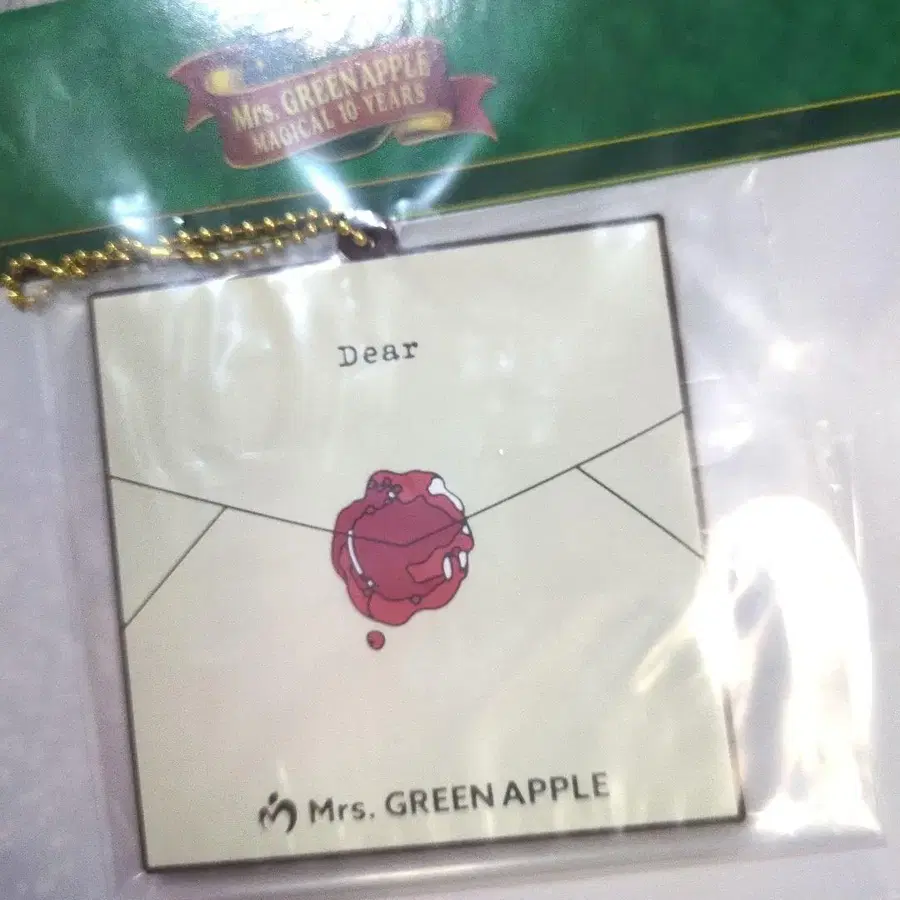 Mrs. GREEN APPLE
MAGICAL 10 YEARS
Dear
Mrs. GREEN APPLE